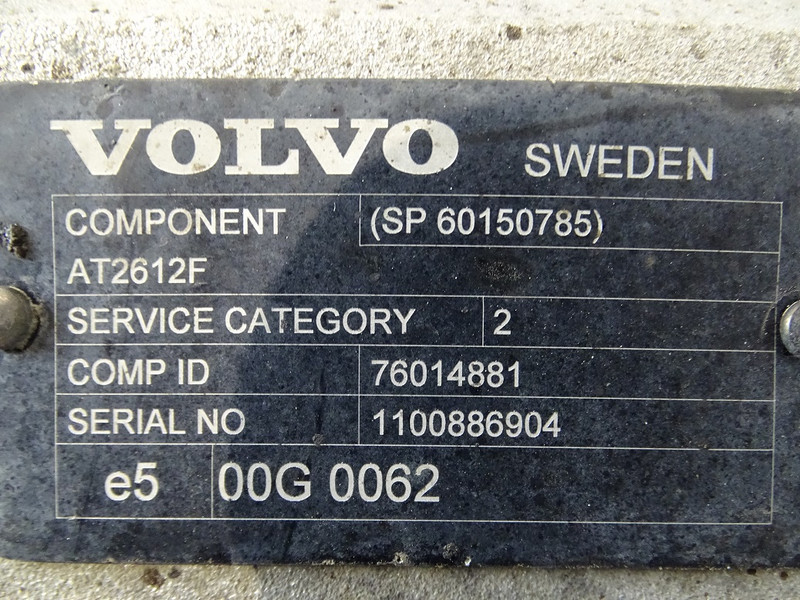 VOLVO SWEDEN
COMPONENT (SP 60150785)
AT2612F
SERVICE CATEGORY 2
COMP ID 76014881
SERIAL NO 1100886904
e5 00G 0062